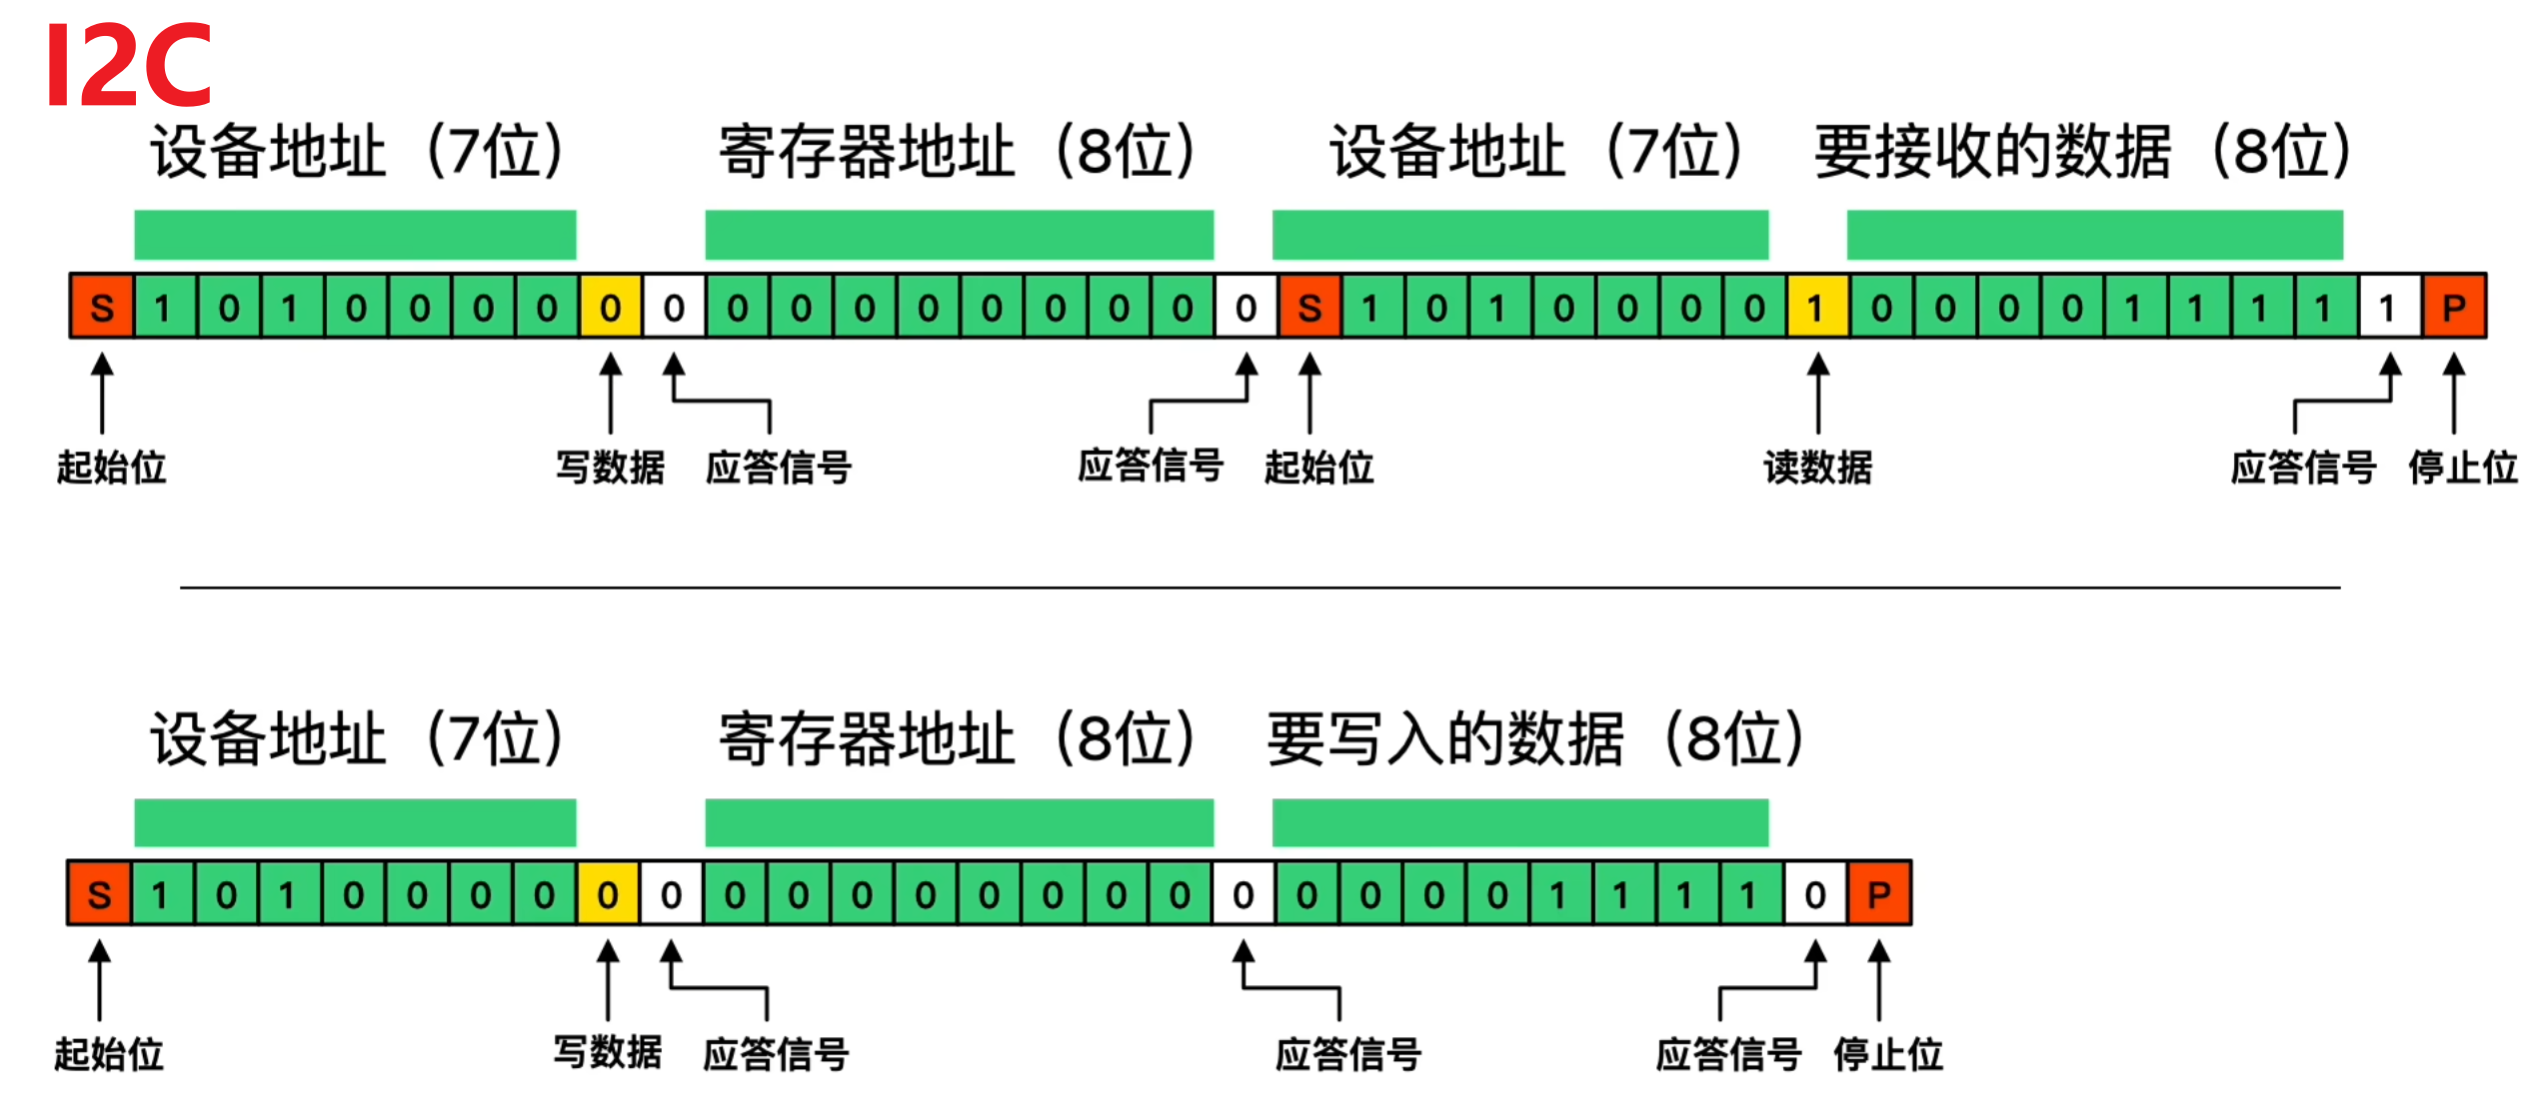 I2C
设备地址（7位） 寄存器地址（8位） 设备地址（7位） 要接收的数据（8位）
S 1 0 1 0 0 0 0 0 0 0 0 0 0 0 0 0 0 0 S 1 0 1 0 0 0 0 1 0 0 0 0 1 1 1 1 1 P
起始位 写数据 应答信号 应答信号 起始位 读数据 应答信号 停止位
设备地址（7位） 寄存器地址（8位） 要写入的数据（8位）
S 1 0 1 0 0 0 0 0 0 0 0 0 0 0 0 0 0 0 0 0 0 0 1 1 1 1 0 P
起始位 写数据 应答信号 应答信号 应答信号 停止位